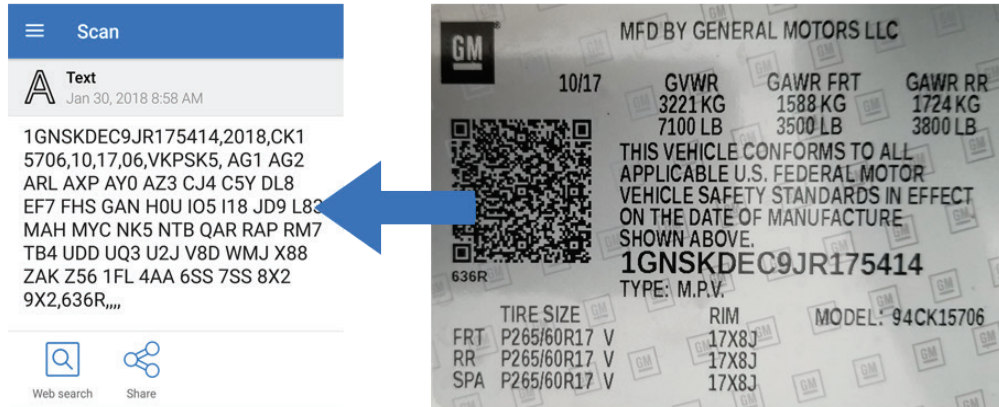 Scan
Text
Jan 30, 2018 8:58 AM
1GNSKDEC9JR175414,2018,CK1
5706,10,17,06,VKPSK5, AG1 AG2
ARL AXP AY0 AZ3 CJ4 C5Y DL8
EF7 FHS GAN H0U IO5 I18 JD9 L83
MAH MYC NK5 NTB QAR RAP RM7
TB4 UDD UQ3 U2J V8D WMJ X88
ZAK Z56 1FL 4AA 6SS 7SS 8X2
9X2,636R,,,,
Web search Share
GM
MFD BY GENERAL MOTORS LLC
10/17 GVWR GAWR FRT GAWR RR
3221 KG 1588 KG 1724 KG
7100 LB 3500 LB 3800 LB
THIS VEHICLE CONFORMS TO ALL
APPLICABLE U.S. FEDERAL MOTOR
VEHICLE SAFETY STANDARDS IN EFFECT
ON THE DATE OF MANUFACTURE
SHOWN ABOVE.
636R
1GNSKDEC9JR175414
TYPE: M.P.V.
TIRE SIZE RIM MODEL: 94CK15706
FRT P265/60R17 V 17X8J
RR P265/60R17 V 17X8J
SPA P265/60R17 V 17X8J